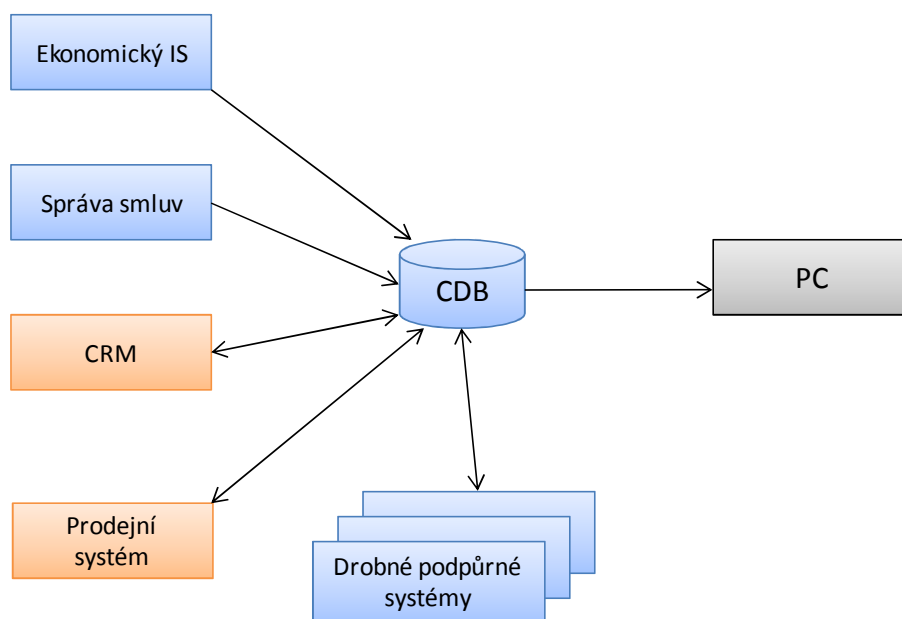 Ekonomický IS
Správa smluv
CDB
PC
CRM
Prodejní
systém
Drobné podpůrné
systémy